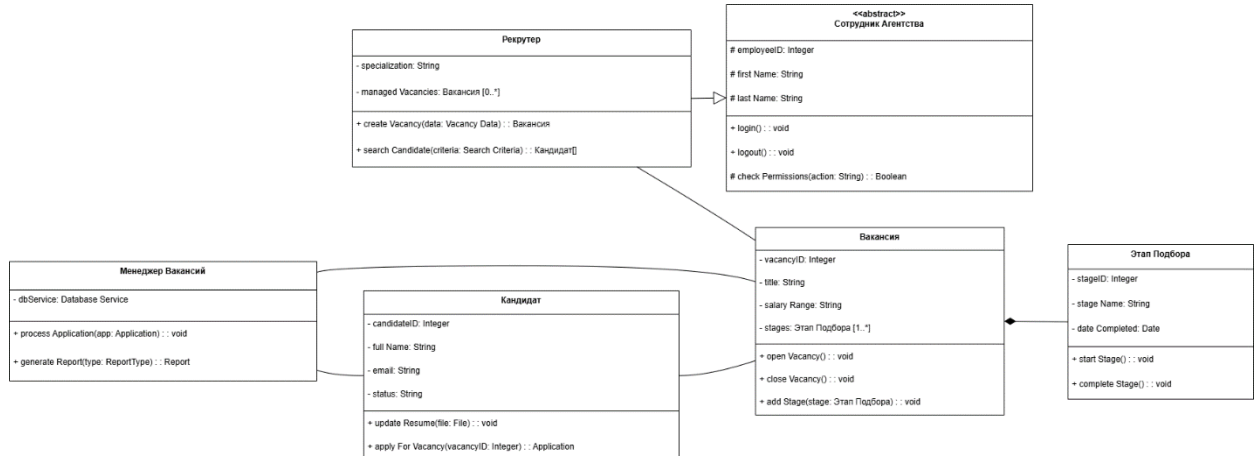 <<abstract>>
Сотрудник Агентства
# employeeID: Integer
# first Name: String
# last Name: String
+ login() : : void
+ logout() : : void
# check Permissions(action: String) : : Boolean
Рекрутер
- specialization: String
- managed Vacancies: Вакансия [0..*]
+ create Vacancy(data: Vacancy Data) : : Вакансия
+ search Candidate(criteria: Search Criteria) : : Кандидат[]
Менеджер Вакансий
- dbService: Database Service
+ process Application(app: Application) : : void
+ generate Report(type: ReportType) : : Report
Кандидат
- candidateID: Integer
- full Name: String
- email: String
- status: String
+ update Resume(file: File) : : void
+ apply For Vacancy(vacancyID: Integer) : : Application
Вакансия
- vacancyID: Integer
- title: String
- salary Range: String
- stages: Этап Подбора [1..*]
+ open Vacancy() : : void
+ close Vacancy() : : void
+ add Stage(stage: Этап Подбора) : : void
Этап Подбора
- stageID: Integer
- stage Name: String
- date Completed: Date
+ start Stage() : : void
+ complete Stage() : : void